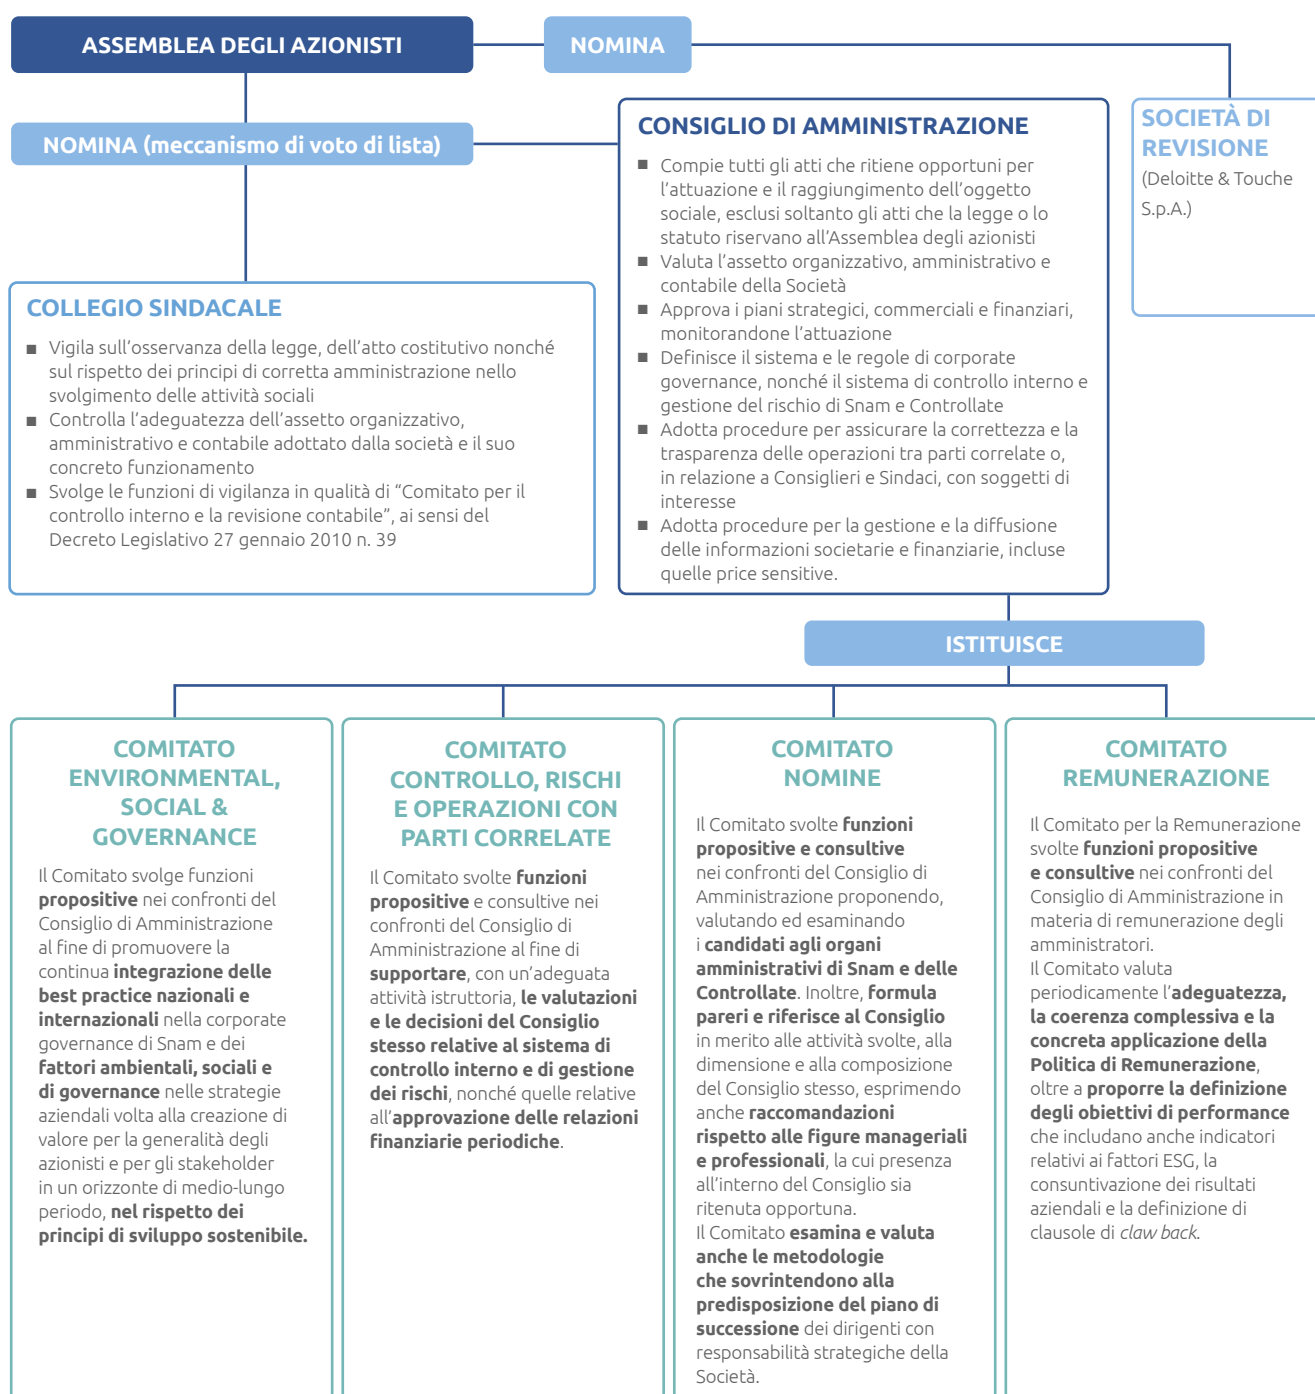 ASSEMBLEA DEGLI AZIONISTI
NOMINA
NOMINA (meccanismo di voto di lista)
CONSIGLIO DI AMMINISTRAZIONE
■ Compie tutti gli atti che ritiene opportuni per
l’attuazione e il raggiungimento dell’oggetto
sociale, esclusi soltanto gli atti che la legge o lo
statuto riservano all’Assemblea degli azionisti
■ Valuta l’assetto organizzativo, amministrativo e
contabile della Società
■ Approva i piani strategici, commerciali e finanziari,
monitorandone l’attuazione
■ Definisce il sistema e le regole di corporate
governance, nonché il sistema di controllo interno e
gestione del rischio di Snam e Controllate
■ Adotta procedure per assicurare la correttezza e la
trasparenza delle operazioni tra parti correlate o,
in relazione a Consiglieri e Sindaci, con soggetti di
interesse
■ Adotta procedure per la gestione e la diffusione
delle informazioni societarie e finanziarie, incluse
quelle price sensitive.
SOCIETÀ DI
REVISIONE
(Deloitte & Touche
S.p.A.)
COLLEGIO SINDACALE
■ Vigila sull’osservanza della legge, dell’atto costitutivo nonché
sul rispetto dei principi di corretta amministrazione nello
svolgimento delle attività sociali
■ Controlla l’adeguatezza dell’assetto organizzativo,
amministrativo e contabile adottato dalla società e il suo
concreto funzionamento
■ Svolge le funzioni di vigilanza in qualità di “Comitato per il
controllo interno e la revisione contabile”, ai sensi del
Decreto Legislativo 27 gennaio 2010 n. 39
ISTITUISCE
COMITATO
ENVIRONMENTAL,
SOCIAL &
GOVERNANCE
Il Comitato svolge funzioni
propositive nei confronti del
Consiglio di Amministrazione
al fine di promuovere la
continua integrazione delle
best practice nazionali e
internazionali nella corporate
governance di Snam e dei
fattori ambientali, sociali e
di governance nelle strategie
aziendali volta alla creazione di
valore per la generalità degli
azionisti e per gli stakeholder
in un orizzonte di medio-lungo
periodo, nel rispetto dei
principi di sviluppo sostenibile.
COMITATO
CONTROLLO, RISCHI
E OPERAZIONI CON
PARTI CORRELATE
Il Comitato svolte funzioni
propositive e consultive nei
confronti del Consiglio di
Amministrazione al fine di
supportare, con un’adeguata
attività istruttoria, le valutazioni
e le decisioni del Consiglio
stesso relative al sistema di
controllo interno e di gestione
dei rischi, nonché quelle relative
all’approvazione delle relazioni
finanziarie periodiche.
COMITATO
NOMINE
Il Comitato svolte funzioni
propositive e consultive
nei confronti del Consiglio di
Amministrazione proponendo,
valutando ed esaminando
i candidati agli organi
amministrativi di Snam e delle
Controllate. Inoltre, formula
pareri e riferisce al Consiglio
in merito alle attività svolte, alla
dimensione e alla composizione
del Consiglio stesso, esprimendo
anche raccomandazioni
rispetto alle figure manageriali
e professionali, la cui presenza
all’interno del Consiglio sia
ritenuta opportuna.
Il Comitato esamina e valuta
anche le metodologie
che sovrintendono alla
predisposizione del piano di
successione dei dirigenti con
responsabilità strategiche della
Società.
COMITATO
REMUNERAZIONE
Il Comitato per la Remunerazione
svolte funzioni propositive
e consultive nei confronti del
Consiglio di Amministrazione in
materia di remunerazione degli
amministratori.
Il Comitato valuta
periodicamente l’adeguatezza,
la coerenza complessiva e la
concreta applicazione della
Politica di Remunerazione,
oltre a proporre la definizione
degli obiettivi di performance
che includano anche indicatori
relativi ai fattori ESG, la
consuntivazione dei risultati
aziendali e la definizione di
clausole di claw back.